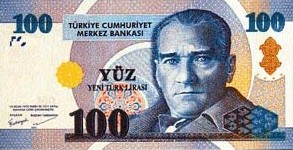 100 TÜRKİYE CUMHURİYET 100
MERKEZ BANKASI
YÜZ
YENİ TÜRK LİRASI
100